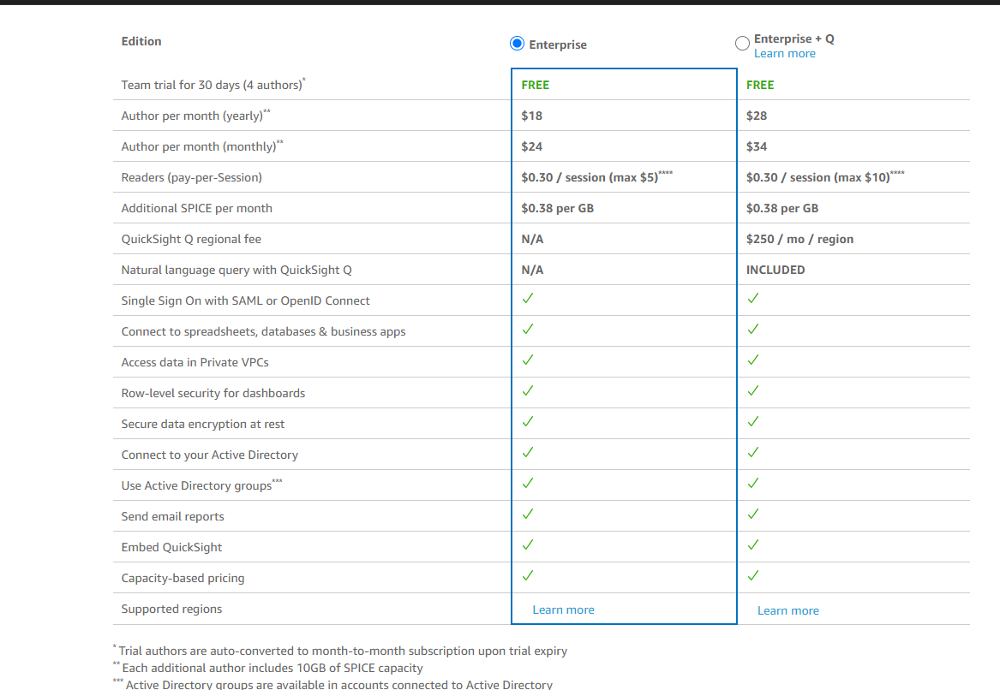 Edition Enterprise Enterprise + Q
Learn more
Team trial for 30 days (4 authors)* FREE FREE
Author per month (yearly)** $18 $28
Author per month (monthly)** $24 $34
Readers (pay-per-Session) $0.30 / session (max $5)**** $0.30 / session (max $10)****
Additional SPICE per month $0.38 per GB $0.38 per GB
QuickSight Q regional fee N/A $250 / mo / region
Natural language query with QuickSight Q N/A INCLUDED
Single Sign On with SAML or OpenID Connect ✓ ✓
Connect to spreadsheets, databases & business apps ✓ ✓
Access data in Private VPCs ✓ ✓
Row-level security for dashboards ✓ ✓
Secure data encryption at rest ✓ ✓
Connect to your Active Directory ✓ ✓
Use Active Directory groups*** ✓ ✓
Send email reports ✓ ✓
Embed QuickSight ✓ ✓
Capacity-based pricing ✓ ✓
Supported regions Learn more Learn more
* Trial authors are auto-converted to month-to-month subscription upon trial expiry
** Each additional author includes 10GB of SPICE capacity
*** Active Directory groups are available in accounts connected to Active Directory